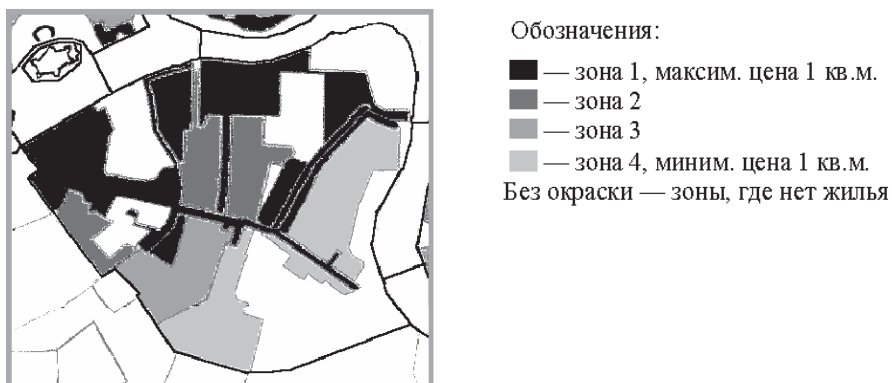 Обозначения:
— зона 1, максим. цена 1 кв.м.
— зона 2
— зона 3
— зона 4, миним. цена 1 кв.м.
Без окраски — зоны, где нет жилья